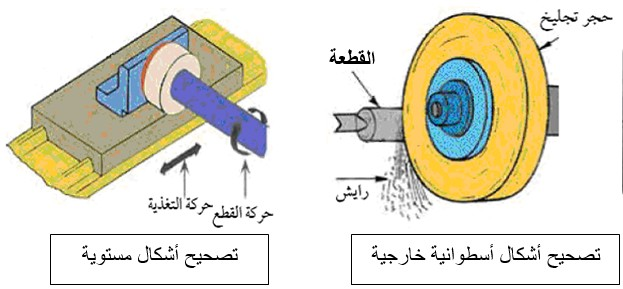 حجر تجليخ
القطعة
رايش
تصحيح أشكال أسطوانية خارجية
حركة التغذية
حركة القطع
تصحيح أشكال مستوية